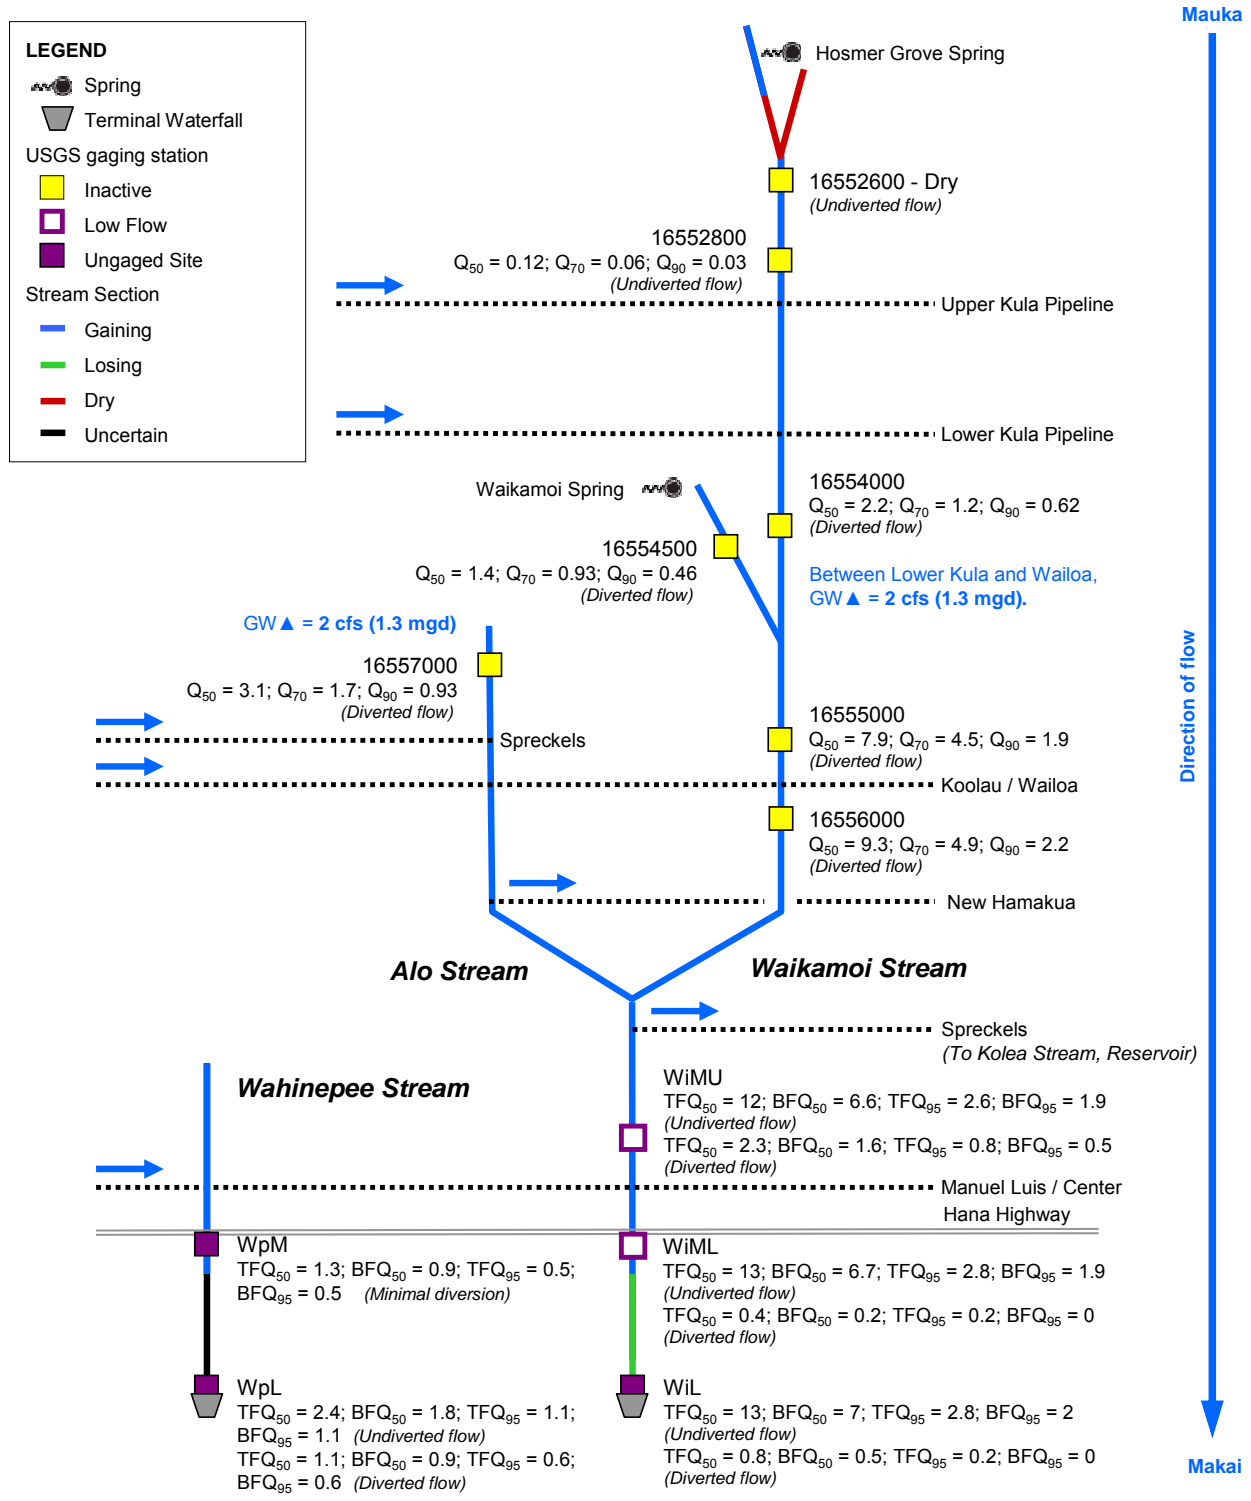 Mauka
LEGEND
Spring
Terminal Waterfall
USGS gaging station
Inactive
Low Flow
Ungaged Site
Stream Section
Gaining
Losing
Dry
Uncertain
Hosmer Grove Spring
16552600 - Dry
(Undiverted flow)
16552800
Q50 = 0.12; Q70 = 0.06; Q90 = 0.03
(Undiverted flow)
Upper Kula Pipeline
Lower Kula Pipeline
Waikamoi Spring
16554000
Q50 = 2.2; Q70 = 1.2; Q90 = 0.62
(Diverted flow)
16554500
Q50 = 1.4; Q70 = 0.93; Q90 = 0.46
(Diverted flow)
Between Lower Kula and Wailoa,
GW ▲ = 2 cfs (1.3 mgd).
GW ▲ = 2 cfs (1.3 mgd)
16557000
Q50 = 3.1; Q70 = 1.7; Q90 = 0.93
(Diverted flow)
Spreckels
16555000
Q50 = 7.9; Q70 = 4.5; Q90 = 1.9
(Diverted flow)
Koolau / Wailoa
16556000
Q50 = 9.3; Q70 = 4.9; Q90 = 2.2
(Diverted flow)
New Hamakua
Direction of flow
Alo Stream
Waikamoi Stream
Spreckels
(To Kolea Stream, Reservoir)
Wahinepee Stream
WiMU
TFQ50 = 12; BFQ50 = 6.6; TFQ95 = 2.6; BFQ95 = 1.9
(Undiverted flow)
TFQ50 = 2.3; BFQ50 = 1.6; TFQ95 = 0.8; BFQ95 = 0.5
(Diverted flow)
Manuel Luis / Center
Hana Highway
WpM
TFQ50 = 1.3; BFQ50 = 0.9; TFQ95 = 0.5;
BFQ95 = 0.5 (Minimal diversion)
WiML
TFQ50 = 13; BFQ50 = 6.7; TFQ95 = 2.8; BFQ95 = 1.9
(Undiverted flow)
TFQ50 = 0.4; BFQ50 = 0.2; TFQ95 = 0.2; BFQ95 = 0
(Diverted flow)
WpL
TFQ50 = 2.4; BFQ50 = 1.8; TFQ95 = 1.1;
BFQ95 = 1.1 (Undiverted flow)
TFQ50 = 1.1; BFQ50 = 0.9; TFQ95 = 0.6;
BFQ95 = 0.6 (Diverted flow)
WiL
TFQ50 = 13; BFQ50 = 7; TFQ95 = 2.8; BFQ95 = 2
(Undiverted flow)
TFQ50 = 0.8; BFQ50 = 0.5; TFQ95 = 0.2; BFQ95 = 0
(Diverted flow)
Makai